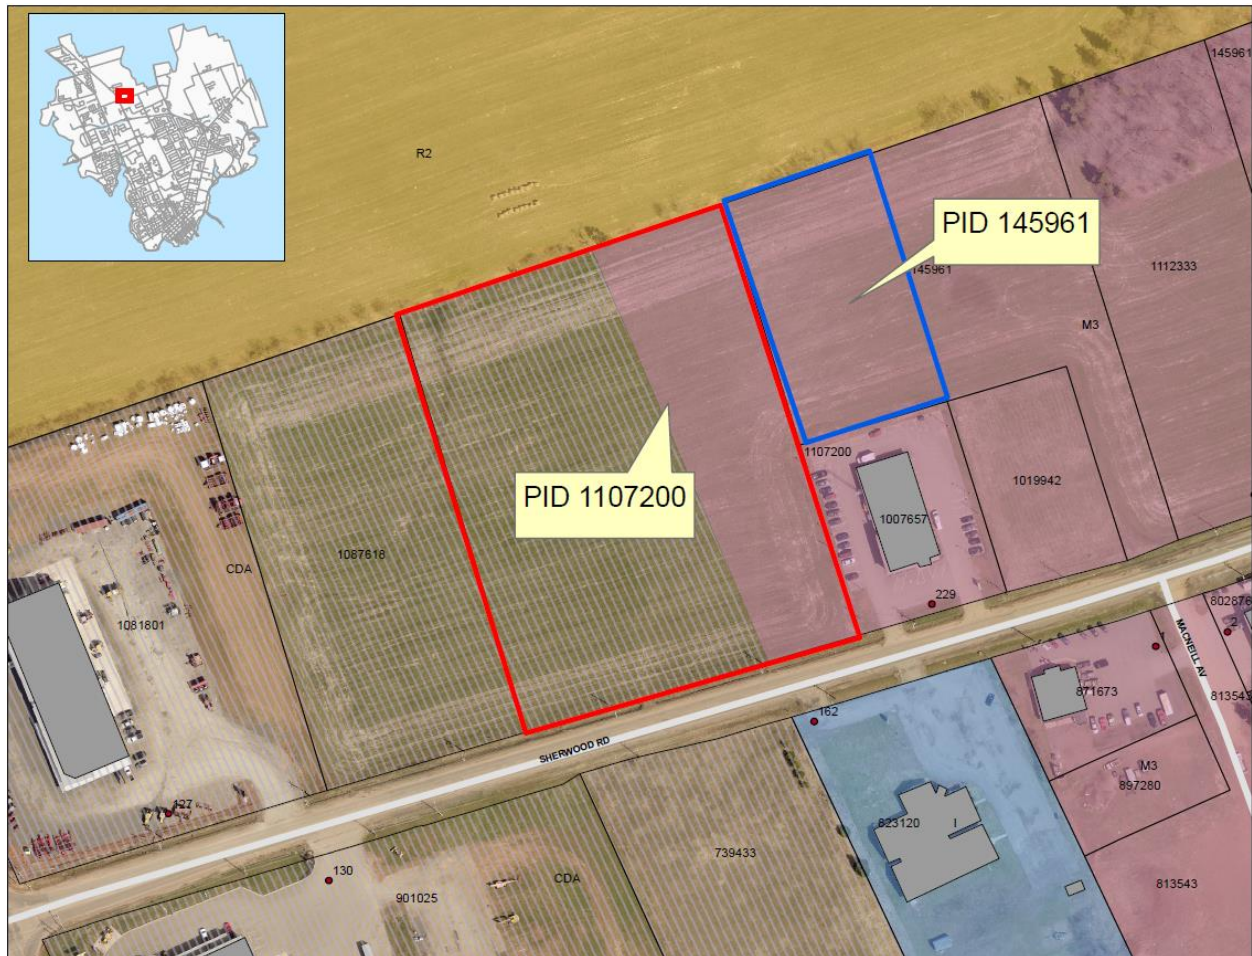 145961
R2
PID 145961
145961
1112333
M3
1107200
1019942
PID 1107200
1007657
1087618
CDA
1081801
229
802876
2
MACNEILL AV
871673
813543
SHERWOOD RD
162
M3
897280
127
823120
I
739433
130
CDA
901025
813543